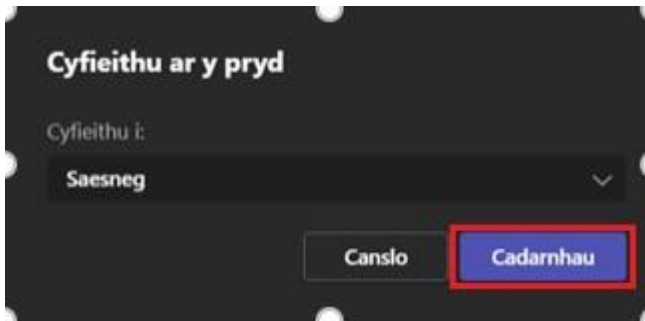 Cyfieithu ar y pryd
Cyfieithu i:
Saesneg
Canslo
Cadarnhau